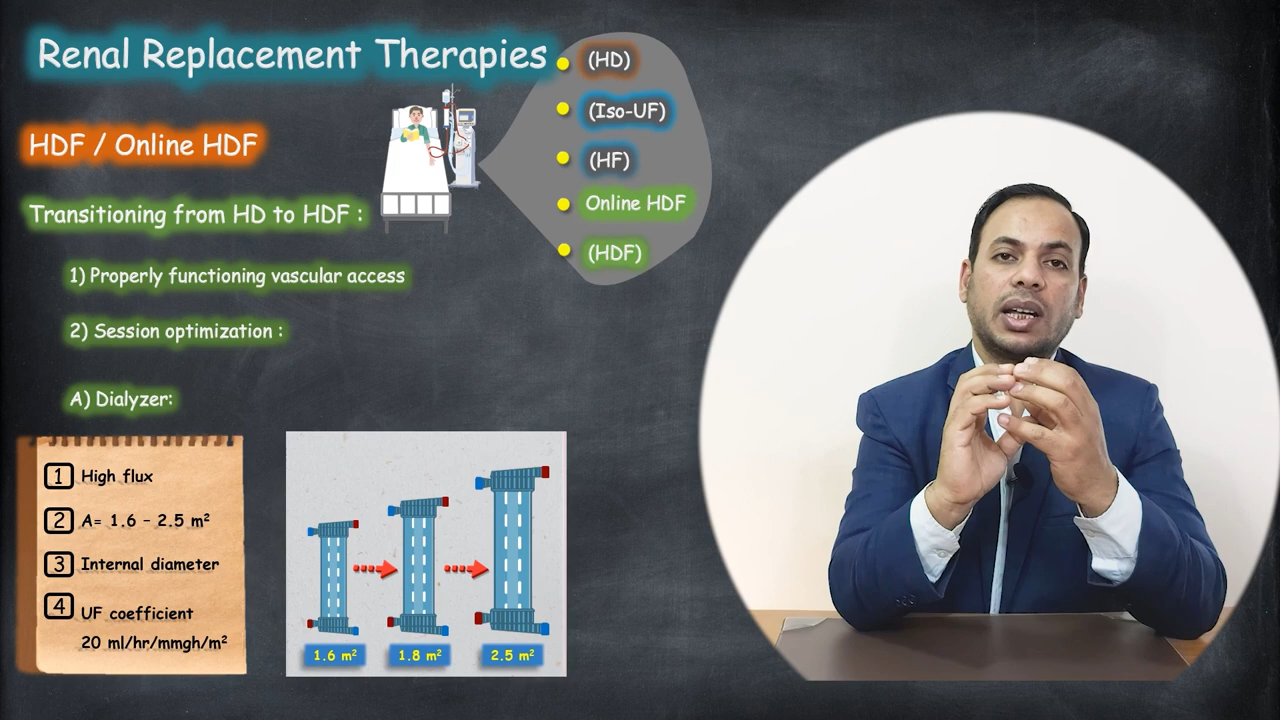 Renal Replacement Therapies
(HD)
(Iso-UF)
(HF)
Online HDF
(HDF)
HDF / Online HDF
Transitioning from HD to HDF :
1) Properly functioning vascular access
2) Session optimization :
A) Dialyzer:
1 High flux
2 A= 1.6 - 2.5 m²
3 Internal diameter
4 UF coefficient
20 ml/hr/mmgh/m²
1.6 m² 1.8 m² 2.5 m²